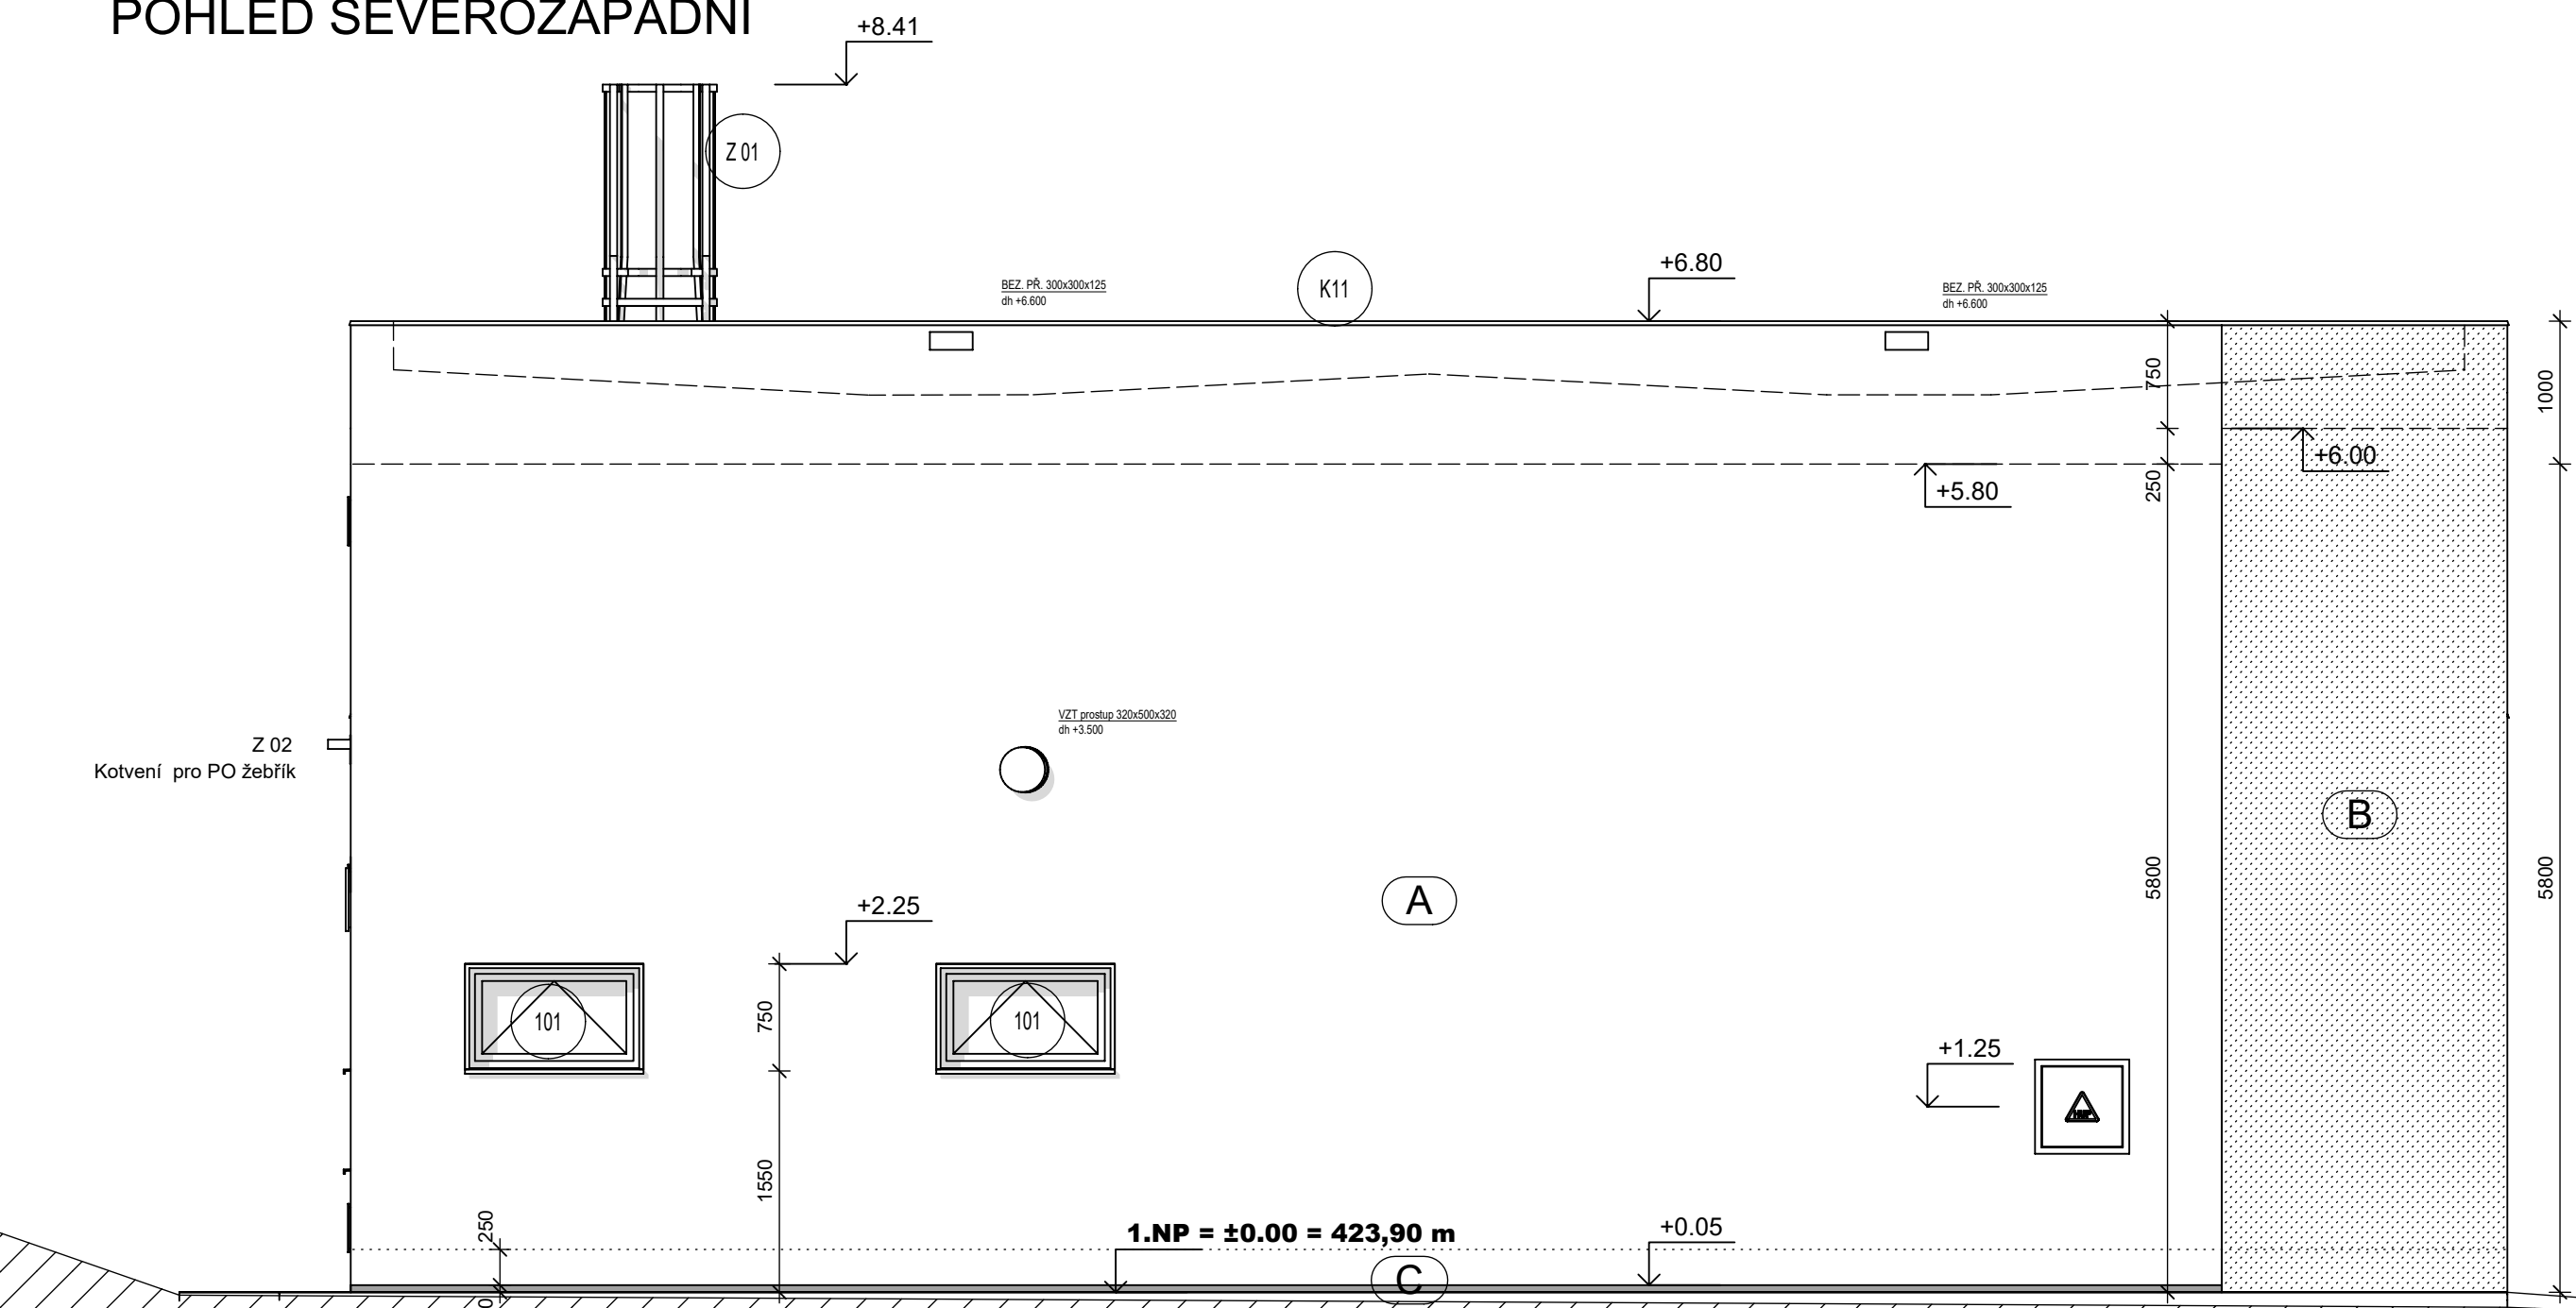 POHLED SEVEROZÁPADNÍ
+8.41
Z 01
BEZ. PŘ. 300x300x125
dh +6.600
K11
+6.80
BEZ. PŘ. 300x300x125
dh +6.600
750
1000
+6.00
+5.80
250
VZT prostup 320x500x320
dh +3.500
Z 02
Kotvení pro PO žebřík
B
A
5800
5800
+2.25
101
750
101
+1.25
HUP
1550
250
1.NP = ±0.00 = 423,90 m
+0.05
C